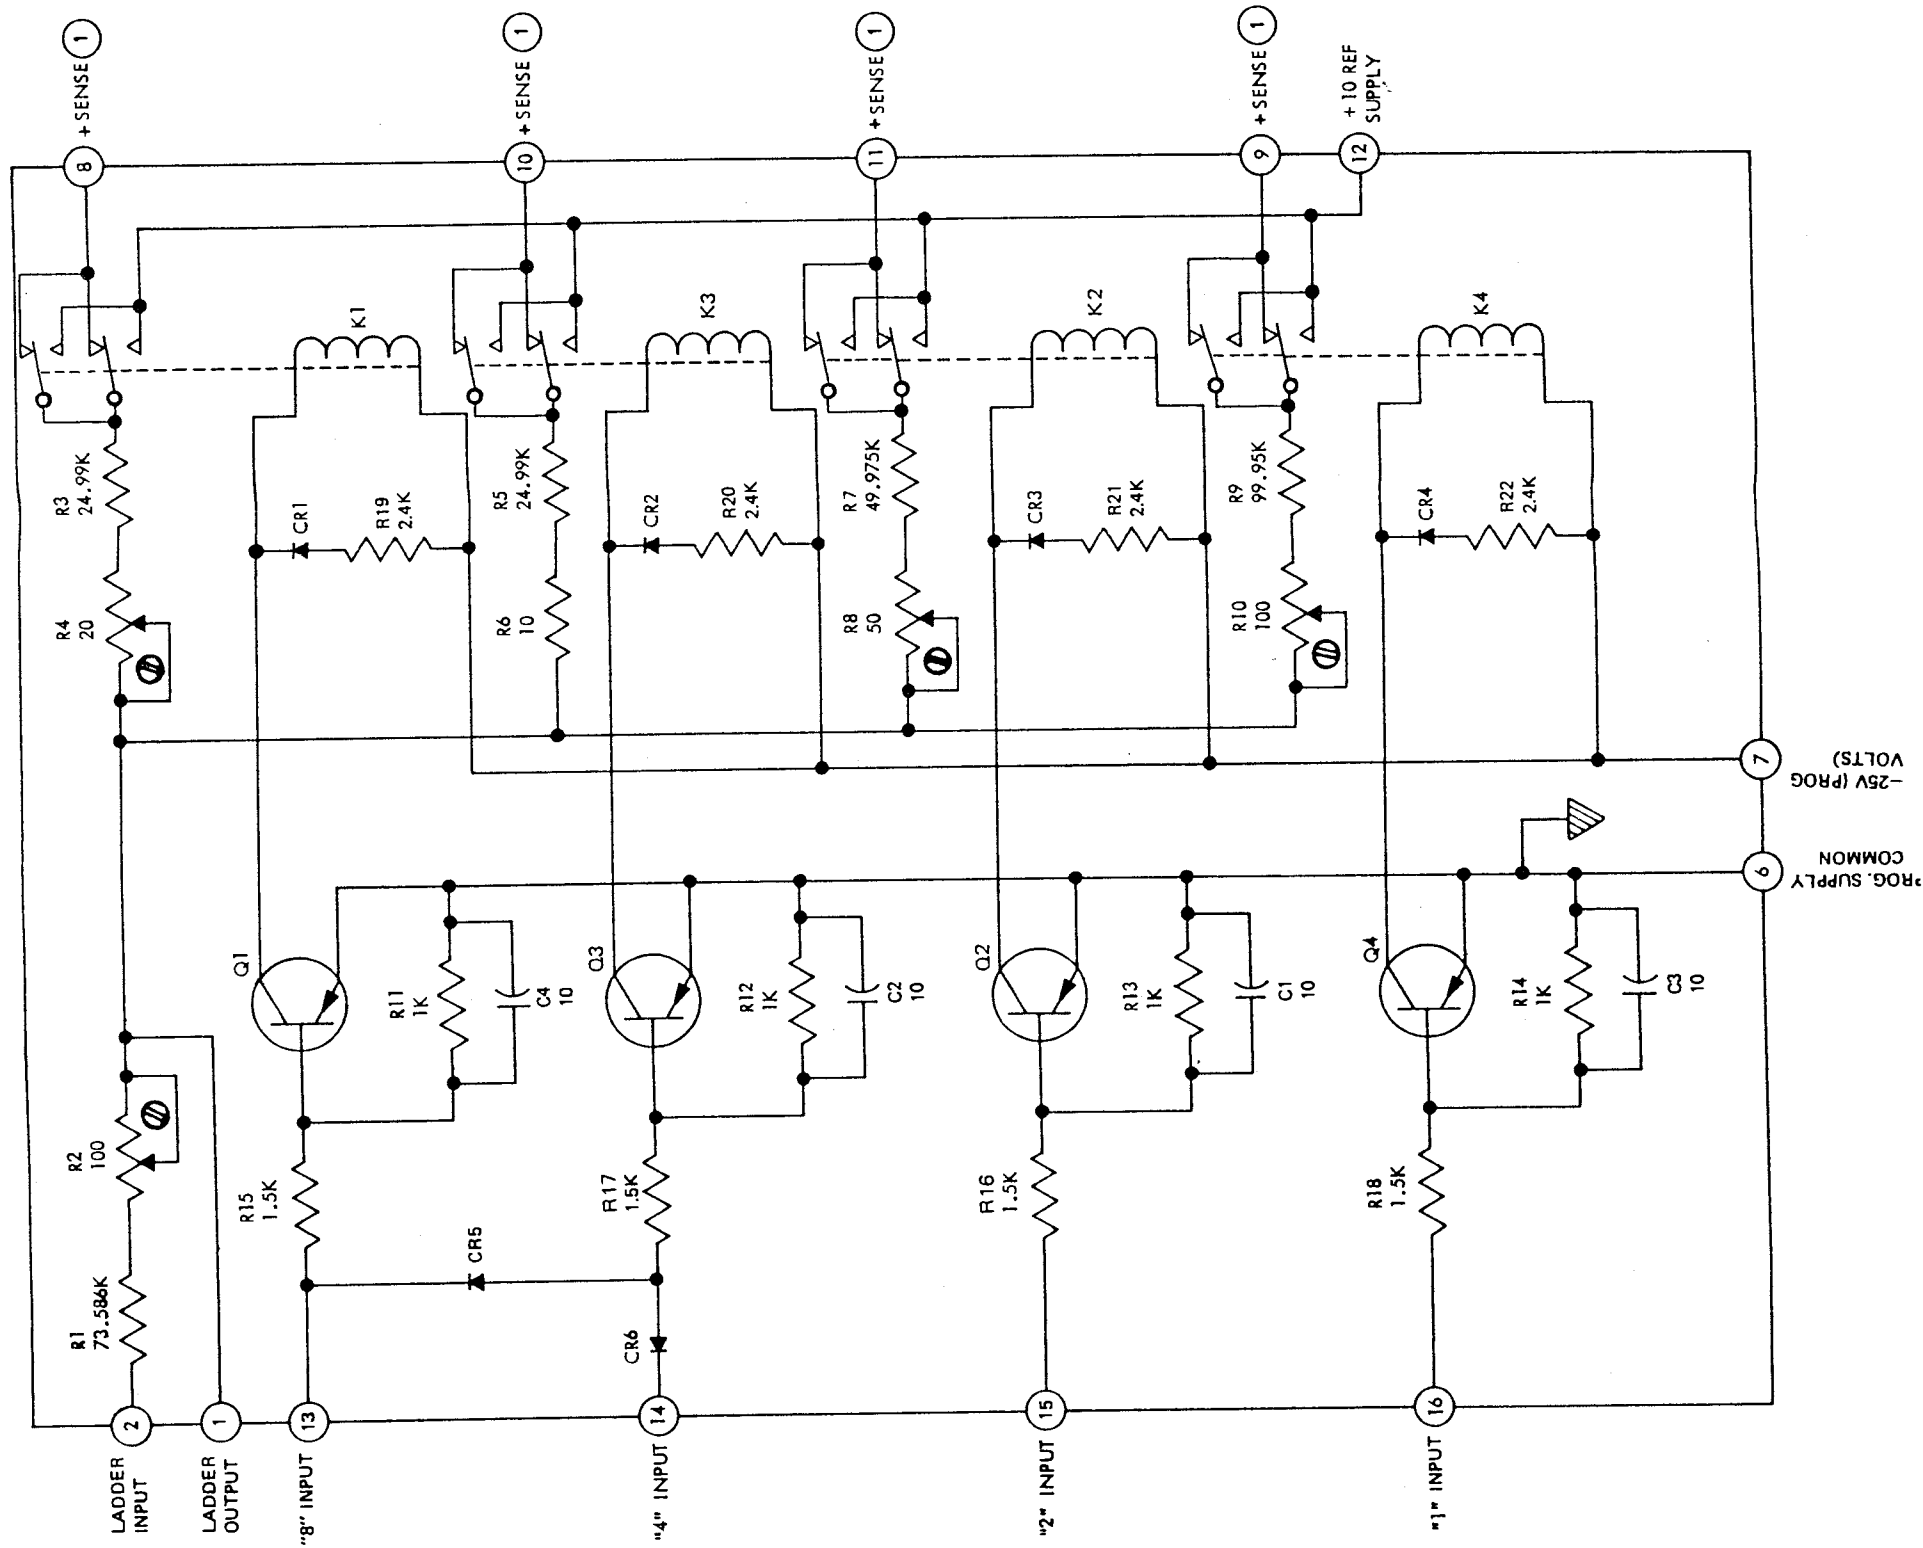 8
+SENSE
1
10
+SENSE
1
11
+SENSE
1
9
+SENSE
1
12
+10 REF
SUPPLY
R3
24.99K
R4
20
K1
CR1
R19
2.4K
R5
24.99K
R6
10
K3
CR2
R20
2.4K
R7
49.975K
R8
50
K2
CR3
R21
2.4K
R9
99.95K
R10
100
K4
CR4
R22
2.4K
-25V (PROG
VOLTS)
7
PROG. SUPPLY
COMMON
6
R2
100
R1
73.586K
Q1
R11
1K
C4
10
R15
1.5K
Q3
R12
1K
C2
10
R17
1.5K
CR5
CR6
Q2
R13
1K
C1
10
R16
1.5K
Q4
R14
1K
C3
10
R18
1.5K
LADDER
INPUT
2
LADDER
OUTPUT
1
"8" INPUT
13
"4" INPUT
14
"2" INPUT
15
"1" INPUT
16